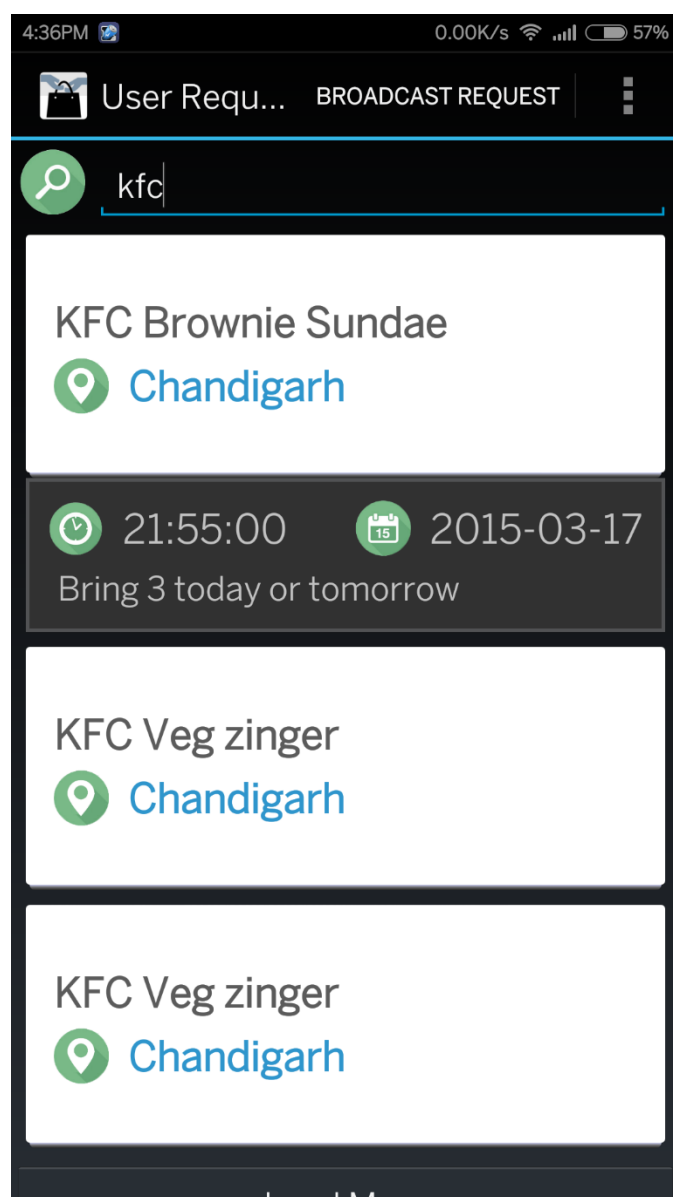 4:36PM 0.00K/s 57%
User Requ... BROADCAST REQUEST
kfc
KFC Brownie Sundae
Chandigarh
21:55:00 15 2015-03-17
Bring 3 today or tomorrow
KFC Veg zinger
Chandigarh
KFC Veg zinger
Chandigarh